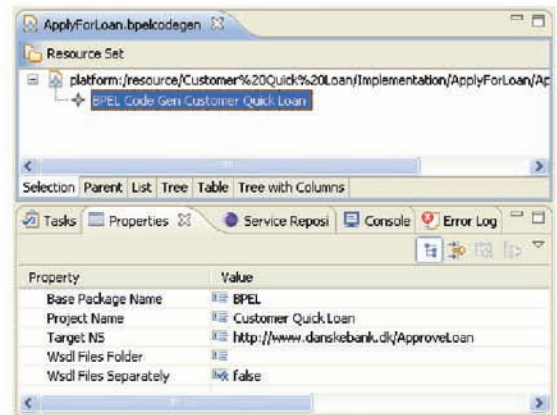 ApplyForLoan.bpelcodegen
Resource Set
platform:/resource/Customer%20Quick%20Loan/Implementation/ApplyForLoan/Ap
BPEL Code Gen Customer Quick Loan
Selection Parent List Tree Table Tree with Columns
Tasks Properties Service Reposi Console Error Log
Property Value
Base Package Name BPEL
Project Name Customer Quick Loan
Target NS http://www.danskebank.dk/ApproveLoan
Wsdl Files Folder
Wsdl Files Separately false